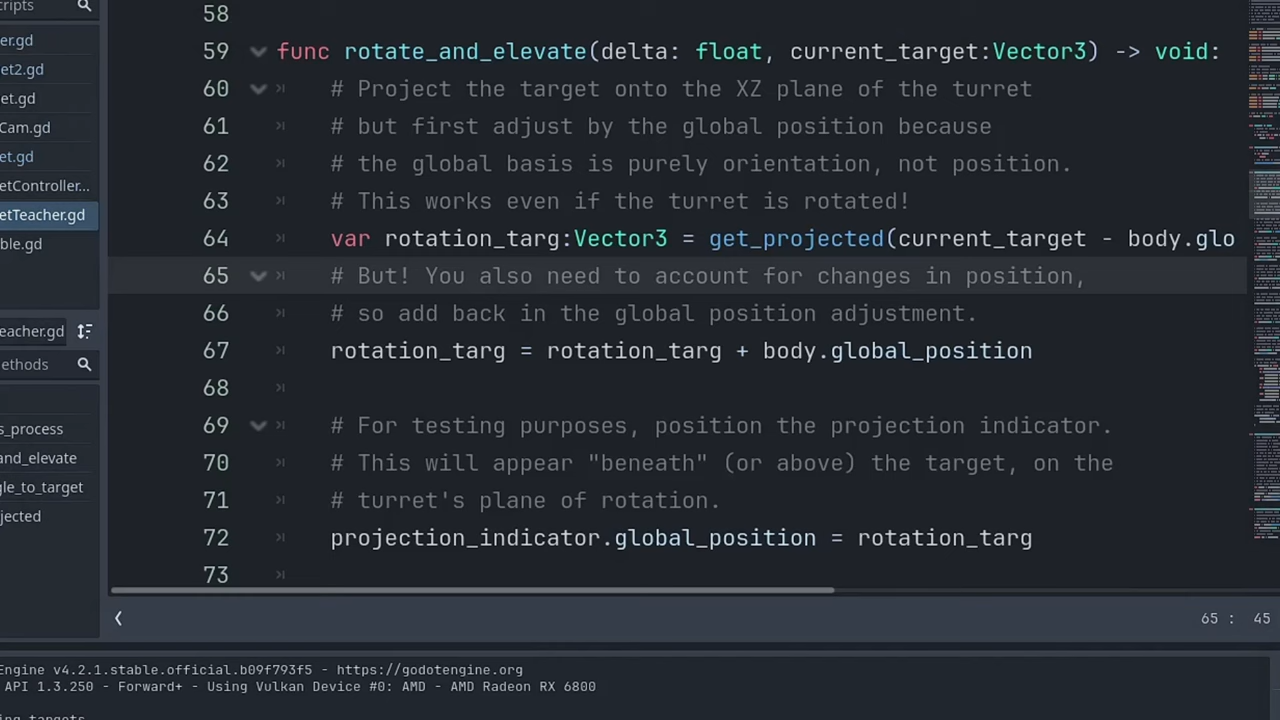 cripts
er.gd
et2.gd
et.gd
Cam.gd
et.gd
etController...
etTeacher.gd
ble.gd
eacher.gd
ethods
s_process
and_elevate
gle_to_target
ojected
58
59 func rotate_and_elevate(delta: float, current_target:Vector3) -> void:
60 # Project the target onto the XZ plane of the turret
61 # but first adjust by the global position because
62 # the global basis is purely orientation, not position.
63 # This works even if the turret is rotated!
64 var rotation_targ:Vector3 = get_projected(current_target - body.glo
65 # But! You also need to account for changes in position,
66 # so add back in the global position adjustment.
67 rotation_targ = rotation_targ + body.global_position
68
69 # For testing purposes, position the projection indicator.
70 # This will appear "beneath" (or above) the target, on the
71 # turret's plane of rotation.
72 projection_indicator.global_position = rotation_targ
73
65 : 45
Engine v4.2.1.stable.official.b09f793f5 - https://godotengine.org
API 1.3.250 - Forward+ - Using Vulkan Device #0: AMD - AMD Radeon RX 6800
ing targets